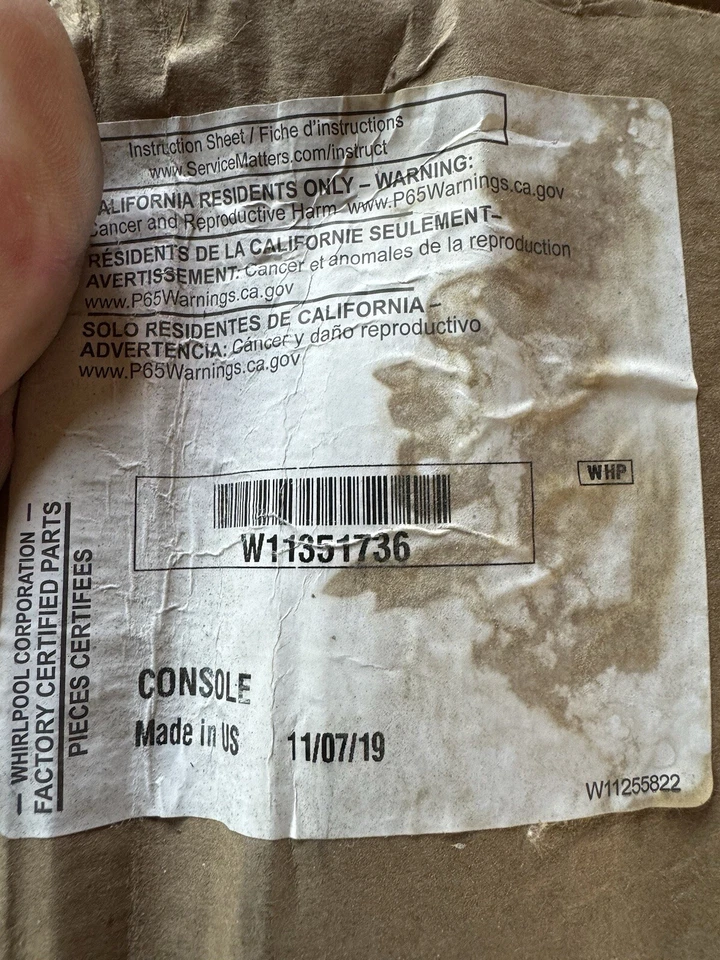 Instruction Sheet / Fiche d'instructions
www.ServiceMatters.com/instruct
CALIFORNIA RESIDENTS ONLY – WARNING:
Cancer and Reproductive Harm www.P65Warnings.ca.gov
RÉSIDENTS DE LA CALIFORNIE SEULEMENT–
AVERTISSEMENT: Cancer et anomales de la reproduction
www.P65Warnings.ca.gov
SOLO RESIDENTES DE CALIFORNIA –
ADVERTENCIA: Cáncer y daño reproductivo
www.P65Warnings.ca.gov
WHP
W11351736
— WHIRLPOOL CORPORATION —
FACTORY CERTIFIED PARTS
PIECES CERTIFEES
CONSOLE
Made in US 11/07/19
W11255822